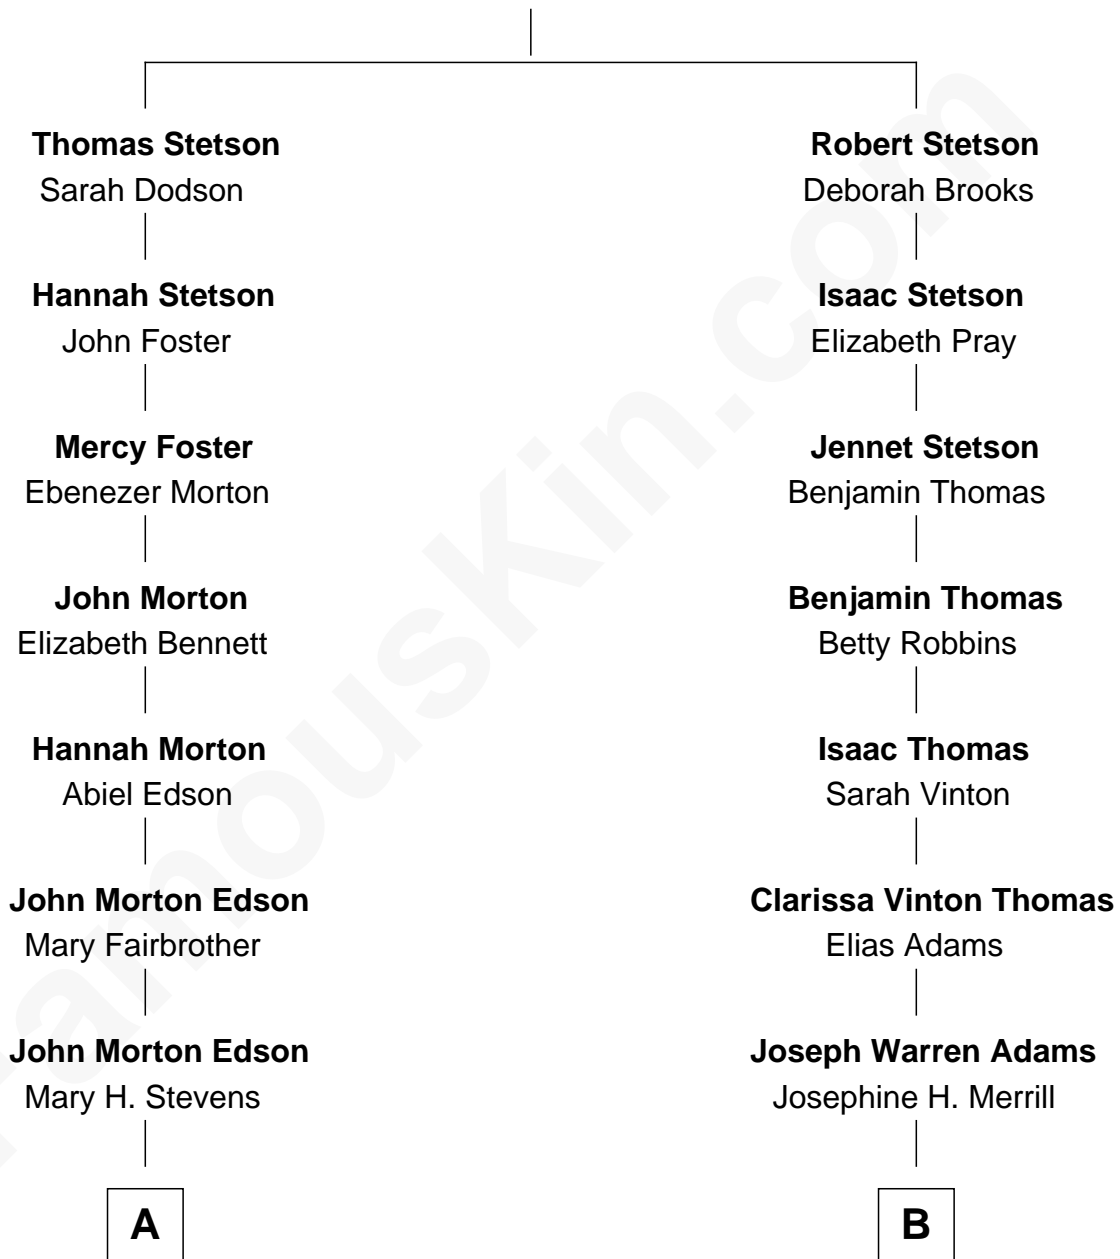 Thomas Stetson
Sarah Dodson
Hannah Stetson
John Foster
Mercy Foster
Ebenezer Morton
John Morton
Elizabeth Bennett
Hannah Morton
Abiel Edson
John Morton Edson
Mary Fairbrother
John Morton Edson
Mary H. Stevens
A
Robert Stetson
Deborah Brooks
Isaac Stetson
Elizabeth Pray
Jennet Stetson
Benjamin Thomas
Benjamin Thomas
Betty Robbins
Isaac Thomas
Sarah Vinton
Clarissa Vinton Thomas
Elias Adams
Joseph Warren Adams
Josephine H. Merrill
B
FamousKin.com